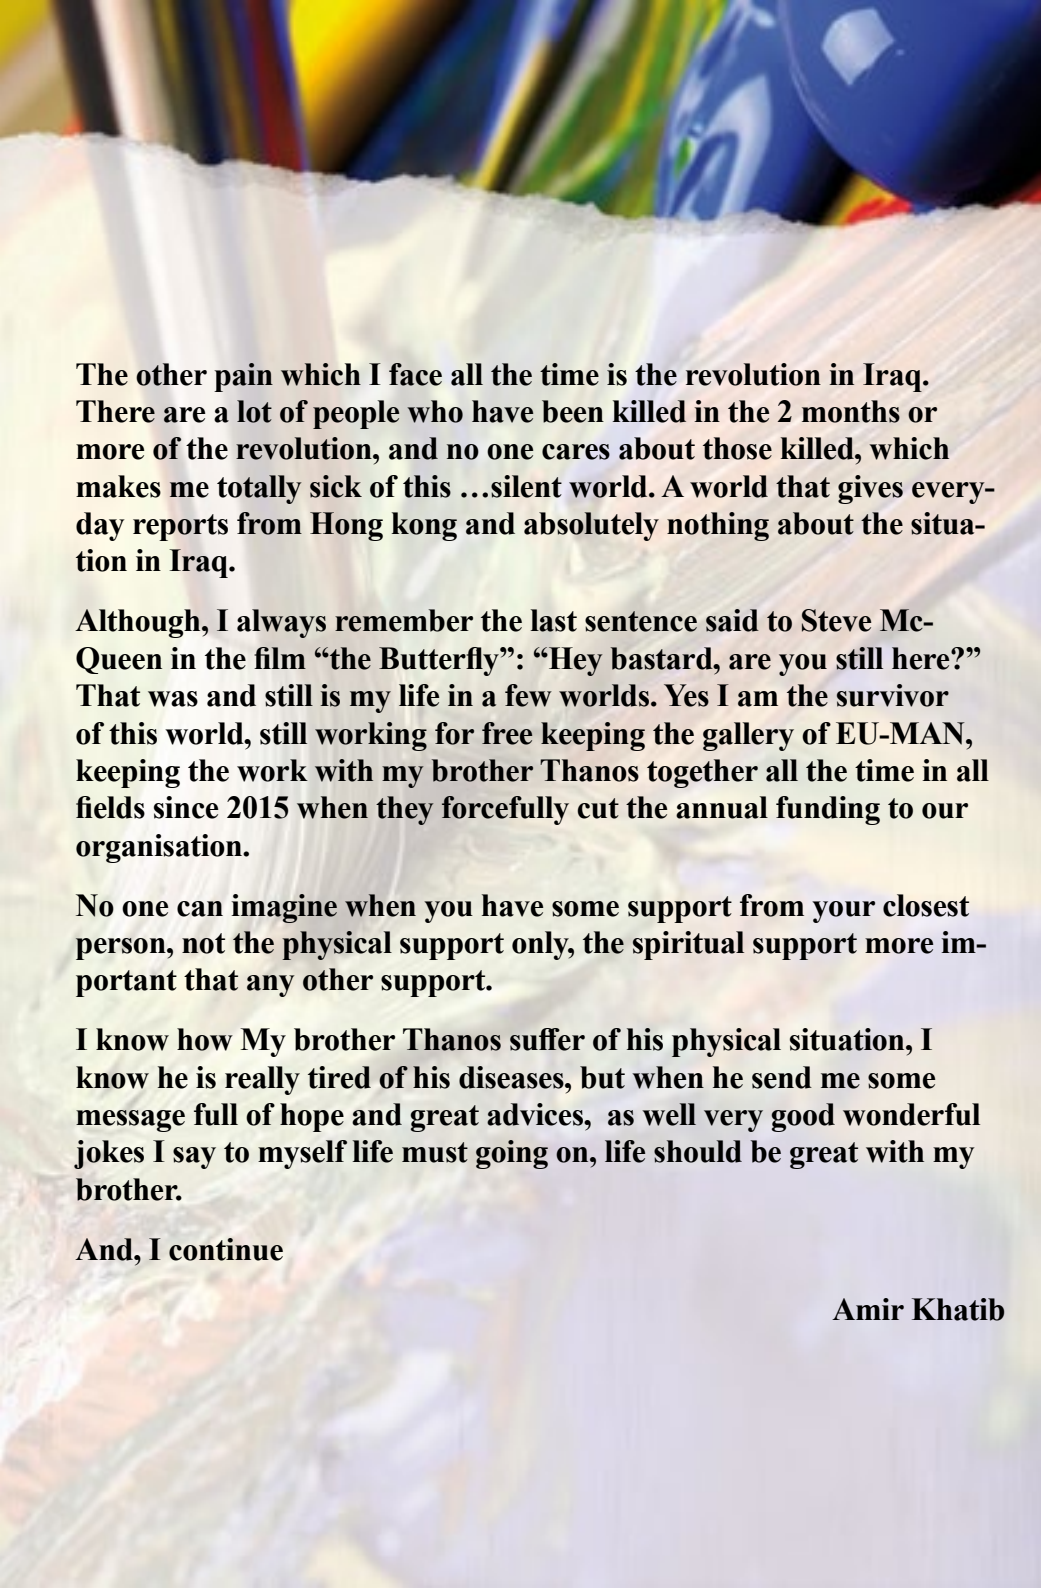 The other pain which I face all the time is the revolution in Iraq.
There are a lot of people who have been killed in the 2 months or
more of the revolution, and no one cares about those killed, which
makes me totally sick of this …silent world. A world that gives every-
day reports from Hong kong and absolutely nothing about the situa-
tion in Iraq.
Although, I always remember the last sentence said to Steve Mc-
Queen in the film “the Butterfly”: “Hey bastard, are you still here?”
That was and still is my life in a few worlds. Yes I am the survivor
of this world, still working for free keeping the gallery of EU-MAN,
keeping the work with my brother Thanos together all the time in all
fields since 2015 when they forcefully cut the annual funding to our
organisation.
No one can imagine when you have some support from your closest
person, not the physical support only, the spiritual support more im-
portant that any other support.
I know how My brother Thanos suffer of his physical situation, I
know he is really tired of his diseases, but when he send me some
message full of hope and great advices,  as well very good wonderful
jokes I say to myself life must going on, life should be great with my
brother.
And, I continue
Amir Khatib